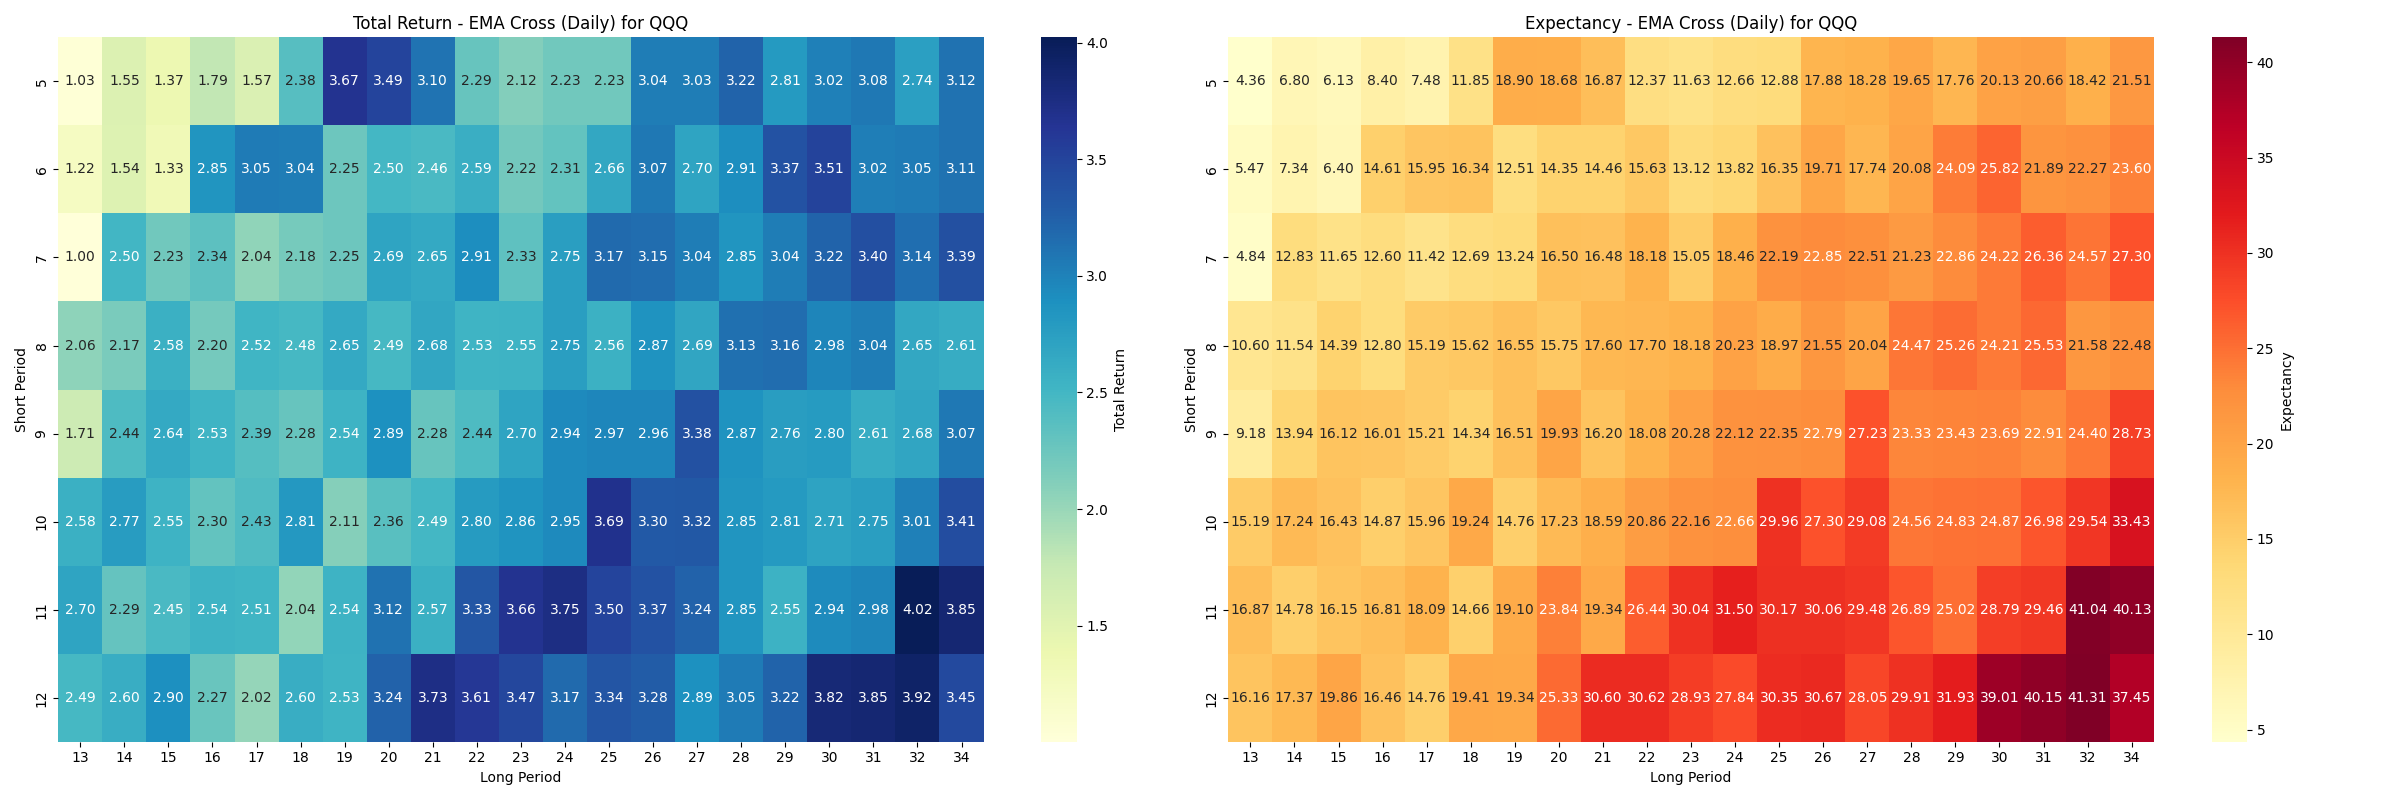 Total Return - EMA Cross (Daily) for QQQ
Short Period
5 1.03 1.55 1.37 1.79 1.57 2.38 3.67 3.49 3.10 2.29 2.12 2.23 2.23 3.04 3.03 3.22 2.81 3.02 3.08 2.74 3.12
6 1.22 1.54 1.33 2.85 3.05 3.04 2.25 2.50 2.46 2.59 2.22 2.31 2.66 3.07 2.70 2.91 3.37 3.51 3.02 3.05 3.11
7 1.00 2.50 2.23 2.34 2.04 2.18 2.25 2.69 2.65 2.91 2.33 2.75 3.17 3.15 3.04 2.85 3.04 3.22 3.40 3.14 3.39
8 2.06 2.17 2.58 2.20 2.52 2.48 2.65 2.49 2.68 2.53 2.55 2.75 2.56 2.87 2.69 3.13 3.16 2.98 3.04 2.65 2.61
9 1.71 2.44 2.64 2.53 2.39 2.28 2.54 2.89 2.28 2.44 2.70 2.94 2.97 2.96 3.38 2.87 2.76 2.80 2.61 2.68 3.07
10 2.58 2.77 2.55 2.30 2.43 2.81 2.11 2.36 2.49 2.80 2.86 2.95 3.69 3.30 3.32 2.85 2.81 2.71 2.75 3.01 3.41
11 2.70 2.29 2.45 2.54 2.51 2.04 2.54 3.12 2.57 3.33 3.66 3.75 3.50 3.37 3.24 2.85 2.55 2.94 2.98 4.02 3.85
12 2.49 2.60 2.90 2.27 2.02 2.60 2.53 3.24 3.73 3.61 3.47 3.17 3.34 3.28 2.89 3.05 3.22 3.82 3.85 3.92 3.45
13 14 15 16 17 18 19 20 21 22 23 24 25 26 27 28 29 30 31 32 34
Long Period
4.0
3.5
3.0
2.5
2.0
1.5
Total Return
Expectancy - EMA Cross (Daily) for QQQ
Short Period
5 4.36 6.80 6.13 8.40 7.48 11.85 18.90 18.68 16.87 12.37 11.63 12.66 12.88 17.88 18.28 19.65 17.76 20.13 20.66 18.42 21.51
6 5.47 7.34 6.40 14.61 15.95 16.34 12.51 14.35 14.46 15.63 13.12 13.82 16.35 19.71 17.74 20.08 24.09 25.82 21.89 22.27 23.60
7 4.84 12.83 11.65 12.60 11.42 12.69 13.24 16.50 16.48 18.18 15.05 18.46 22.19 22.85 22.51 21.23 22.86 24.22 26.36 24.57 27.30
8 10.60 11.54 14.39 12.80 15.19 15.62 16.55 15.75 17.60 17.70 18.18 20.23 18.97 21.55 20.04 24.47 25.26 24.21 25.53 21.58 22.48
9 9.18 13.94 16.12 16.01 15.21 14.34 16.51 19.93 16.20 18.08 20.28 22.12 22.35 22.79 27.23 23.33 23.43 23.69 22.91 24.40 28.73
10 15.19 17.24 16.43 14.87 15.96 19.24 14.76 17.23 18.59 20.86 22.16 22.66 29.96 27.30 29.08 24.56 24.83 24.87 26.98 29.54 33.43
11 16.87 14.78 16.15 16.81 18.09 14.66 19.10 23.84 19.34 26.44 30.04 31.50 30.17 30.06 29.48 26.89 25.02 28.79 29.46 41.04 40.13
12 16.16 17.37 19.86 16.46 14.76 19.41 19.34 25.33 30.60 30.62 28.93 27.84 30.35 30.67 28.05 29.91 31.93 39.01 40.15 41.31 37.45
13 14 15 16 17 18 19 20 21 22 23 24 25 26 27 28 29 30 31 32 34
Long Period
40
35
30
25
20
15
10
5
Expectancy